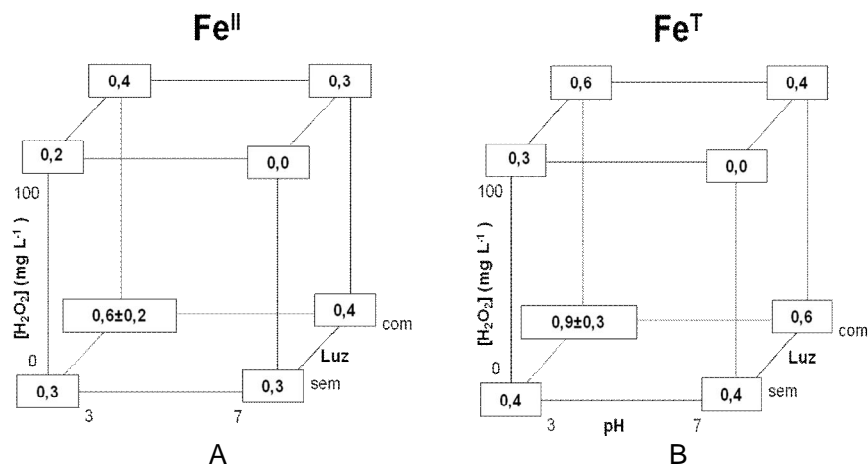 Fe^II
0,4
0,3
0,2
0,0
100
[H₂O₂] (mg L⁻¹)
0,6±0,2
0,4
com
Luz
0
0,3
0,3
sem
3
7
A
Fe^T
0,6
0,4
0,3
0,0
100
[H₂O₂] (mg L⁻¹)
0,9±0,3
0,6
com
Luz
0
0,4
0,4
sem
3
pH
7
B